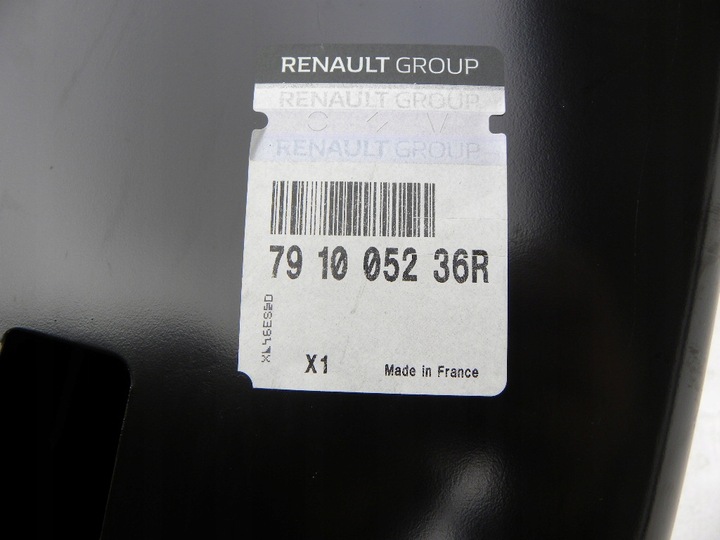 RENAULT GROUP
RENAULT GROUP
RENAULT GROUP
79 10 052 36R
X1
Made in France